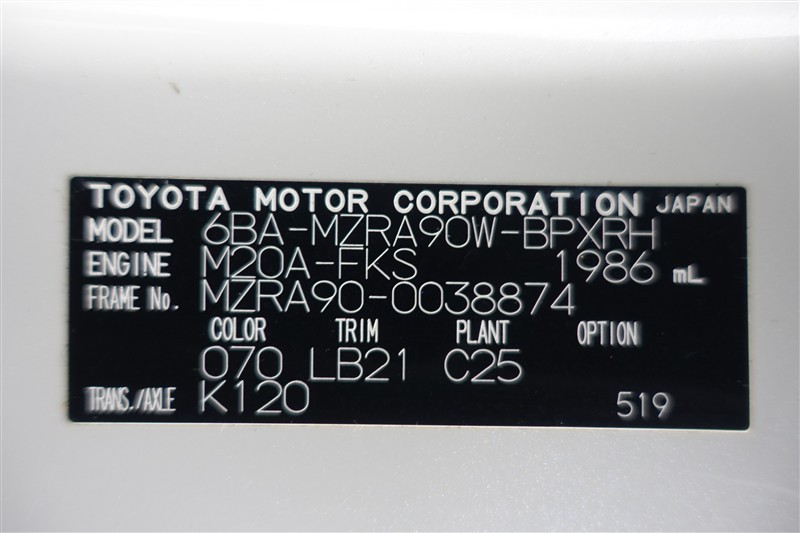 TOYOTA MOTOR CORPORATION JAPAN
MODEL 6BA-MZRA90W-BPXRH
ENGINE M20A-FKS 1986 mL
FRAME No. MZRA90-0038874
COLOR TRIM PLANT OPTION
070 LB21 C25
TRANS./AXLE K120 519